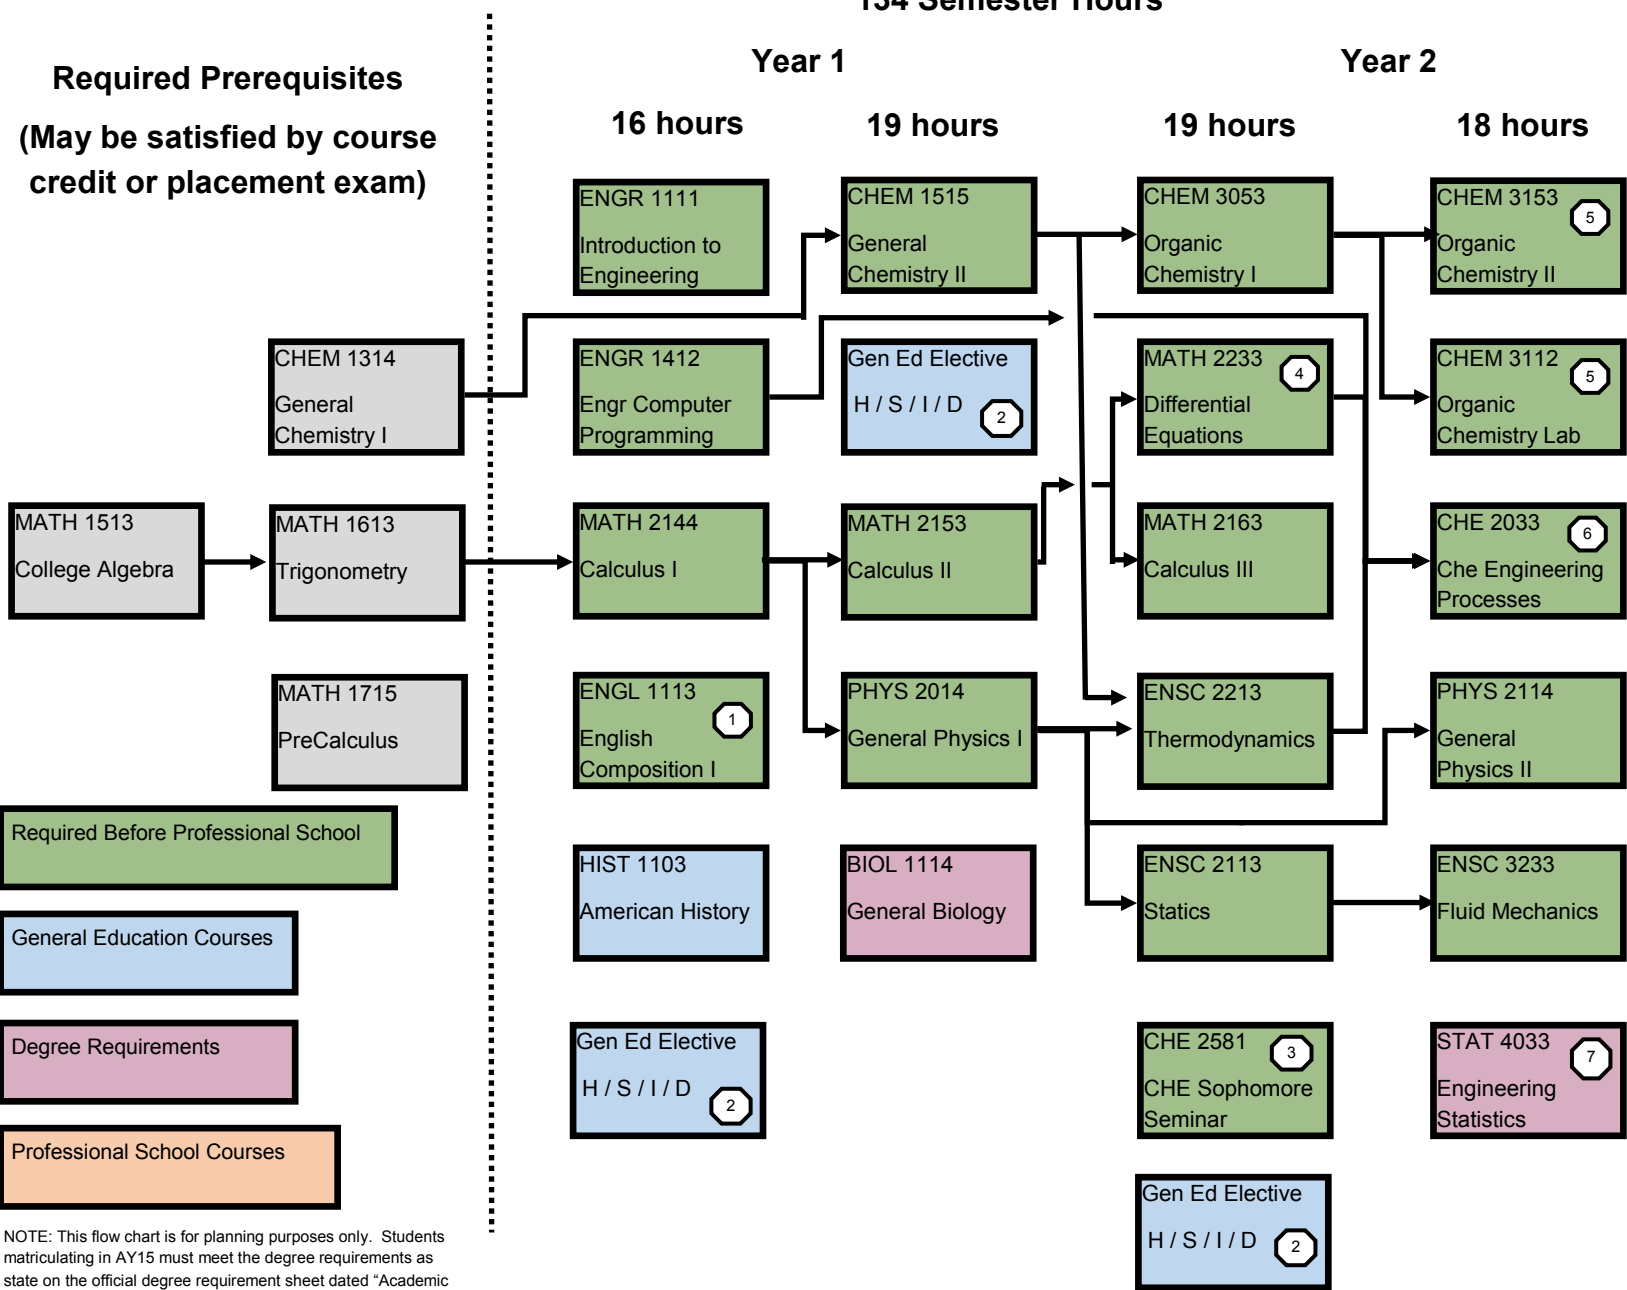 134 Semester Hours
Required Prerequisites
(May be satisfied by course
credit or placement exam)
Year 1
Year 2
16 hours
19 hours
19 hours
18 hours
ENGR 1111
Introduction to
Engineering
CHEM 1515
General
Chemistry II
CHEM 3053
Organic
Chemistry I
CHEM 3153
5
Organic
Chemistry II
CHEM 1314
General
Chemistry I
ENGR 1412
Engr Computer
Programming
Gen Ed Elective
H / S / I / D
2
MATH 2233
4
Differential
Equations
CHEM 3112
5
Organic
Chemistry Lab
MATH 1513
College Algebra
MATH 1613
Trigonometry
MATH 2144
Calculus I
MATH 2153
Calculus II
MATH 2163
Calculus III
CHE 2033
6
Che Engineering
Processes
MATH 1715
PreCalculus
ENGL 1113
1
English
Composition I
PHYS 2014
General Physics I
ENSC 2213
Thermodynamics
PHYS 2114
General
Physics II
Required Before Professional School
HIST 1103
American History
BIOL 1114
General Biology
ENSC 2113
Statics
ENSC 3233
Fluid Mechanics
General Education Courses
Degree Requirements
Gen Ed Elective
H / S / I / D
2
CHE 2581
3
CHE Sophomore
Seminar
STAT 4033
7
Engineering
Statistics
Professional School Courses
Gen Ed Elective
H / S / I / D
2
NOTE: This flow chart is for planning purposes only. Students
matriculating in AY15 must meet the degree requirements as
state on the official degree requirement sheet dated “Academic